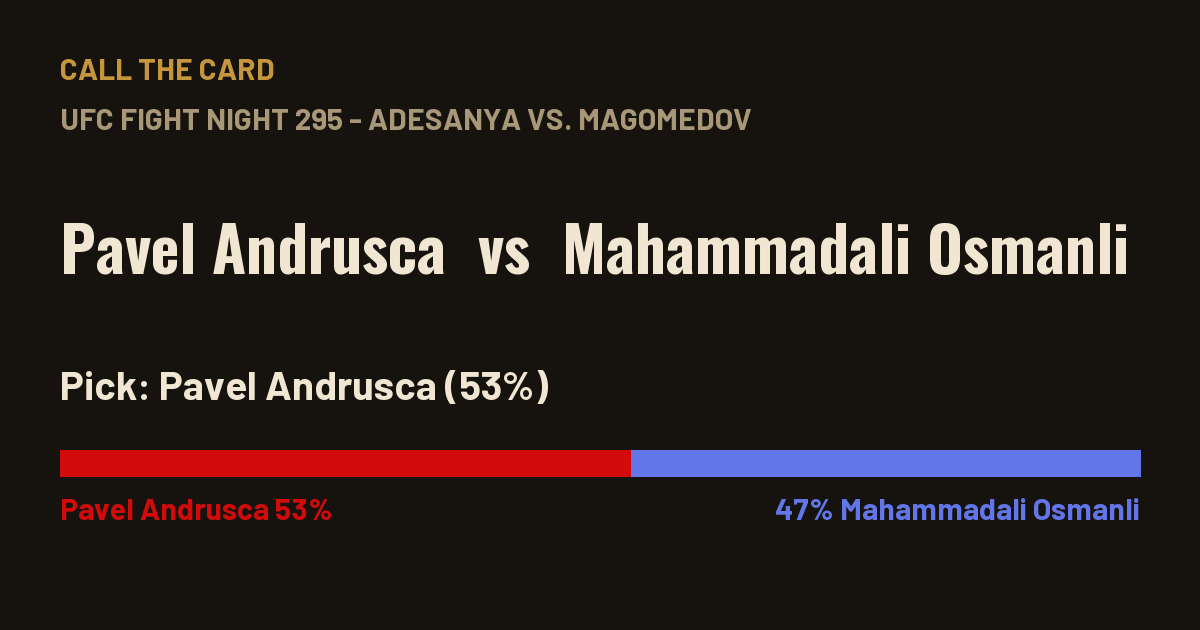 CALL THE CARD
UFC FIGHT NIGHT 295 - ADESANYA VS. MAGOMEDOV
Pavel Andrusca vs Mahammadali Osmanli
Pick: Pavel Andrusca (53%)
Pavel Andrusca 53%
47% Mahammadali Osmanli